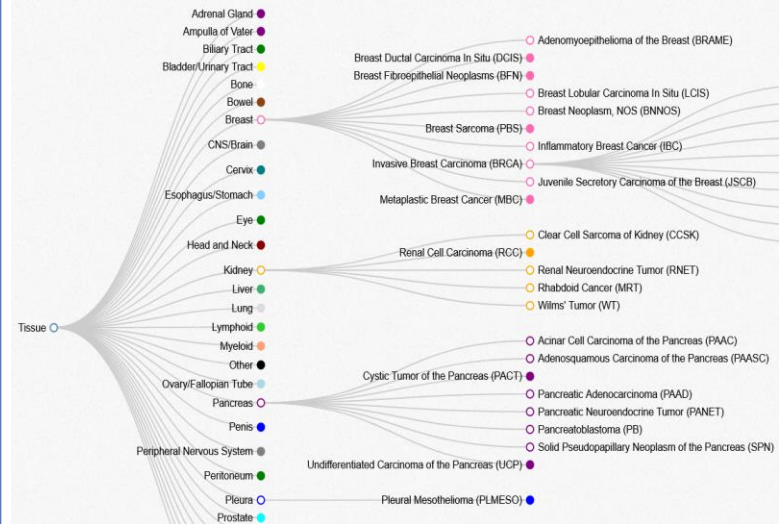 Adrenal Gland
Ampulla of Vater
Biliary Tract
Bladder/Urinary Tract
Bone
Bowel
Breast
CNS/Brain
Cervix
Esophagus/Stomach
Eye
Head and Neck
Kidney
Liver
Lung
Tissue
Lymphoid
Myeloid
Other
Ovary/Fallopian Tube
Pancreas
Penis
Peripheral Nervous System
Peritoneum
Pleura
Prostate
Adenomyoepithelioma of the Breast (BRAME)
Breast Ductal Carcinoma In Situ (DCIS)
Breast Fibroepithelial Neoplasms (BFN)
Breast Lobular Carcinoma In Situ (LCIS)
Breast Neoplasm, NOS (BNNOS)
Breast Sarcoma (PBS)
Inflammatory Breast Cancer (IBC)
Invasive Breast Carcinoma (BRCA)
Juvenile Secretory Carcinoma of the Breast (JSCB)
Metaplastic Breast Cancer (MBC)
Clear Cell Sarcoma of Kidney (CCSK)
Renal Cell Carcinoma (RCC)
Renal Neuroendocrine Tumor (RNET)
Rhabdoid Cancer (MRT)
Wilms' Tumor (WT)
Acinar Cell Carcinoma of the Pancreas (PAAC)
Adenosquamous Carcinoma of the Pancreas (PAASC)
Cystic Tumor of the Pancreas (PACT)
Pancreatic Adenocarcinoma (PAAD)
Pancreatic Neuroendocrine Tumor (PANET)
Pancreatoblastoma (PB)
Solid Pseudopapillary Neoplasm of the Pancreas (SPN)
Undifferentiated Carcinoma of the Pancreas (UCP)
Pleural Mesothelioma (PLMESO)